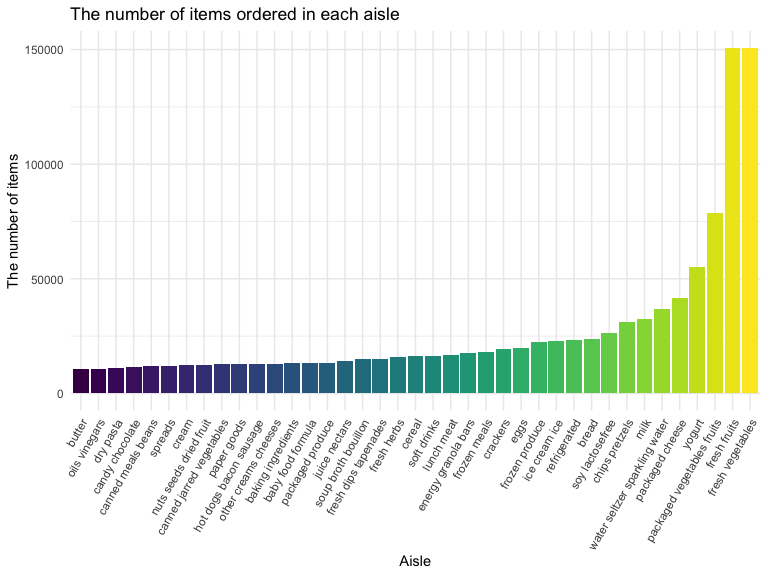 The number of items ordered in each aisle
The number of items
150000
100000
50000
0
butter
oils vinegars
dry pasta
candy chocolate
canned meals beans
spreads
cream
nuts seeds dried fruit
canned jarred vegetables
paper goods
hot dogs bacon sausage
other creams cheeses
baking ingredients
baby food formula
packaged produce
juice nectars
soup broth bouillon
fresh dips tapenades
fresh herbs
cereal
soft drinks
lunch meat
energy granola bars
frozen meals
crackers
eggs
frozen produce
ice cream ice
refrigerated
bread
soy lactosefree
chips pretzels
milk
water seltzer sparkling water
packaged cheese
yogurt
packaged vegetables fruits
fresh fruits
fresh vegetables
Aisle